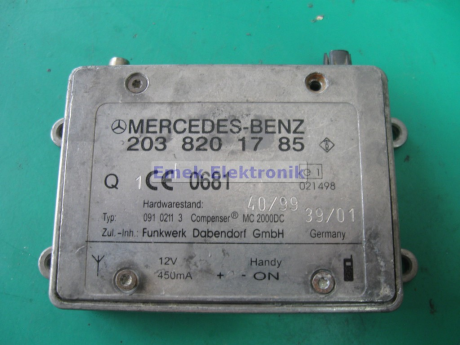 MERCEDES-BENZ
203 820 17 85
Emek Elektronik
Q 1 CE 0681 021498
Hardwarestand: 40/99
Typ: 091 0211 3 Compenser® MC 2000DC 39/01
Zul.-Inh.: Funkwerk Dabendorf GmbH Germany
12V Handy
450mA + - ON